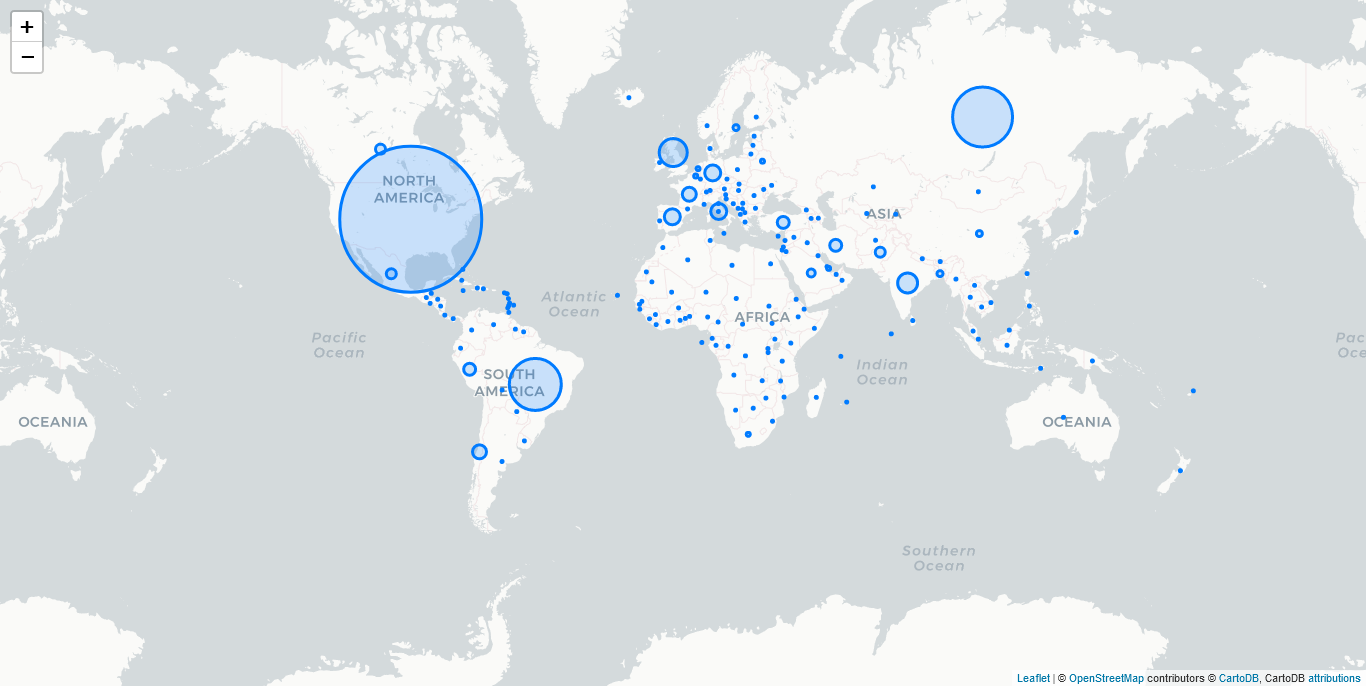 +
−
NORTH
AMERICA
ASIA
Atlantic
Ocean
AFRICA
Pacific
Ocean
Pac
Oce
Indian
Ocean
SOUTH
AMERICA
OCEANIA
OCEANIA
Southern
Ocean
Leaflet | © OpenStreetMap contributors © CartoDB, CartoDB attributions